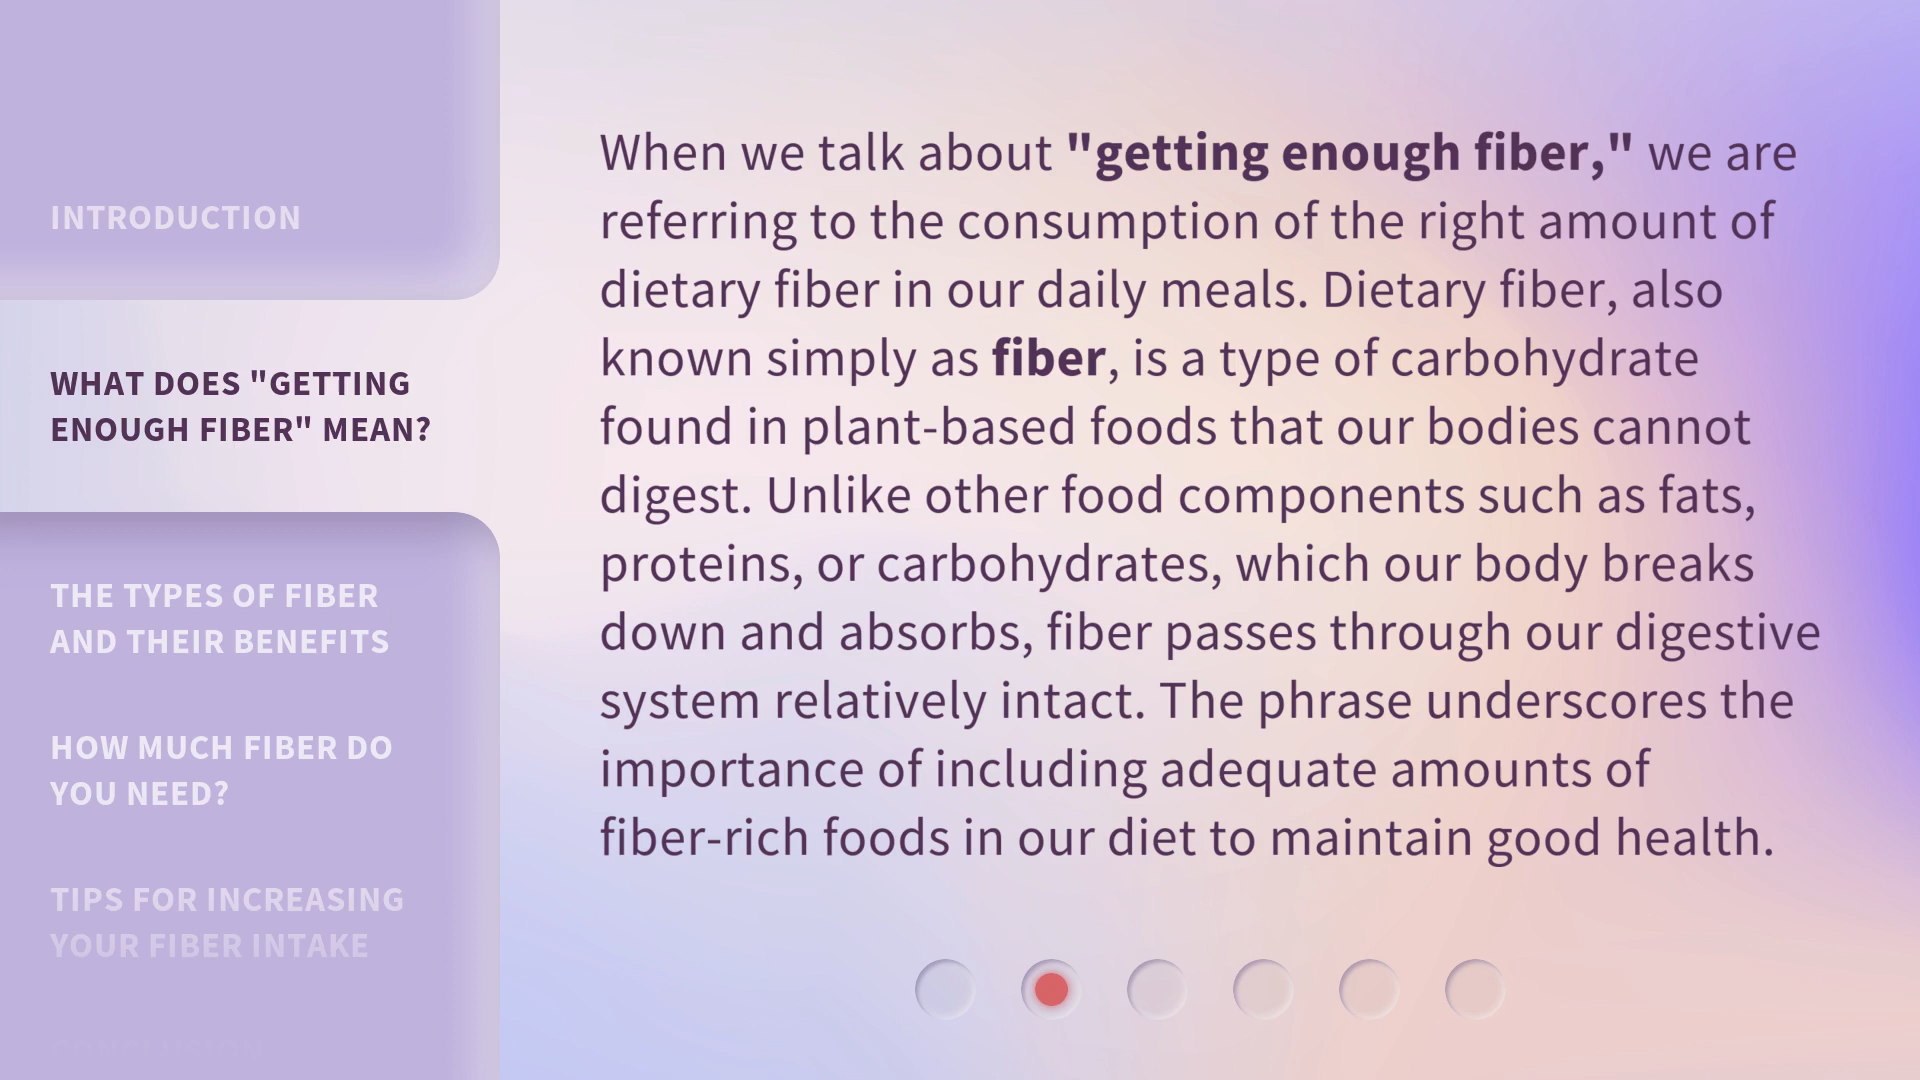 INTRODUCTION
WHAT DOES "GETTING
ENOUGH FIBER" MEAN?
THE TYPES OF FIBER
AND THEIR BENEFITS
HOW MUCH FIBER DO
YOU NEED?
TIPS FOR INCREASING
YOUR FIBER INTAKE
CONCLUSION
When we talk about "getting enough fiber," we are
referring to the consumption of the right amount of
dietary fiber in our daily meals. Dietary fiber, also
known simply as fiber, is a type of carbohydrate
found in plant-based foods that our bodies cannot
digest. Unlike other food components such as fats,
proteins, or carbohydrates, which our body breaks
down and absorbs, fiber passes through our digestive
system relatively intact. The phrase underscores the
importance of including adequate amounts of
fiber-rich foods in our diet to maintain good health.